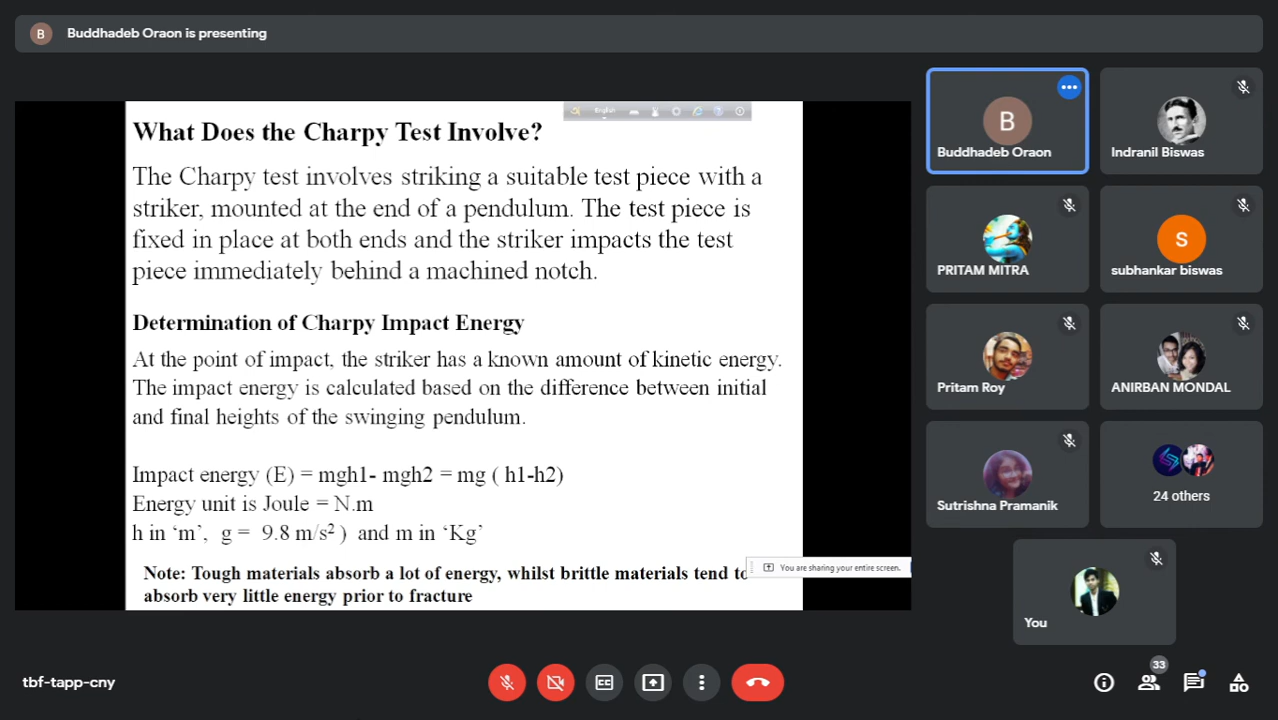 B
Buddhadeb Oraon is presenting
English
What Does the Charpy Test Involve?
The Charpy test involves striking a suitable test piece with a
striker, mounted at the end of a pendulum. The test piece is
fixed in place at both ends and the striker impacts the test
piece immediately behind a machined notch.
Determination of Charpy Impact Energy
At the point of impact, the striker has a known amount of kinetic energy.
The impact energy is calculated based on the difference between initial
and final heights of the swinging pendulum.
Impact energy (E) = mgh1- mgh2 = mg ( h1-h2)
Energy unit is Joule = N.m
h in ‘m’, g = 9.8 m/s² ) and m in ‘Kg’
Note: Tough materials absorb a lot of energy, whilst brittle materials tend to
absorb very little energy prior to fracture
You are sharing your entire screen.
B
Buddhadeb Oraon
Indranil Biswas
PRITAM MITRA
S
subhankar biswas
Pritam Roy
ANIRBAN MONDAL
Sutrishna Pramanik
24 others
You
tbf-tapp-cny
CC
33